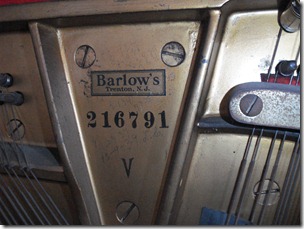 Barlow's
Trenton, N.J.
216791
V